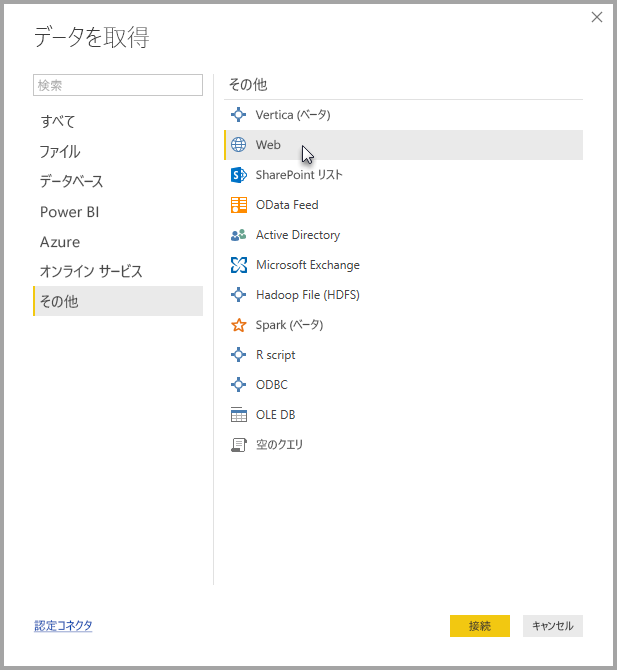 データを取得
検索
すべて
ファイル
データベース
Power BI
Azure
オンライン サービス
その他
その他
Vertica (ベータ)
Web
SharePoint リスト
OData Feed
Active Directory
Microsoft Exchange
Hadoop File (HDFS)
Spark (ベータ)
R script
ODBC
OLE DB
空のクエリ
認定コネクタ
接続
キャンセル